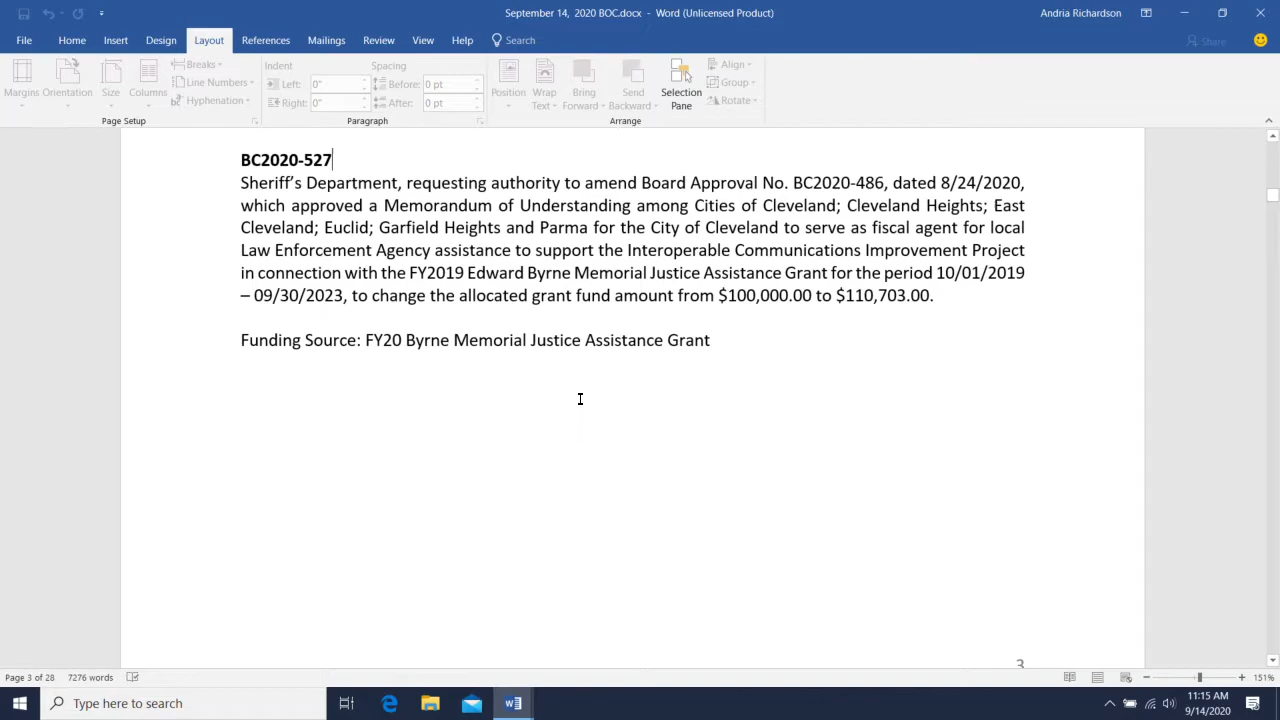 September 14, 2020 BOC.docx - Word (Unlicensed Product)
Andria Richardson
File Home Insert Design Layout References Mailings Review View Help Search Share
Margins Orientation Size Columns
Breaks
Line Numbers
Hyphenation
Page Setup
Indent Spacing
Left: 0" Before: 0 pt
Right: 0" After: 0 pt
Paragraph
Position Wrap Text Bring Forward Send Backward Selection Pane
Align
Group
Rotate
Arrange
BC2020-527
Sheriff's Department, requesting authority to amend Board Approval No. BC2020-486, dated 8/24/2020,
which approved a Memorandum of Understanding among Cities of Cleveland; Cleveland Heights; East
Cleveland; Euclid; Garfield Heights and Parma for the City of Cleveland to serve as fiscal agent for local
Law Enforcement Agency assistance to support the Interoperable Communications Improvement Project
in connection with the FY2019 Edward Byrne Memorial Justice Assistance Grant for the period 10/01/2019
– 09/30/2023, to change the allocated grant fund amount from $100,000.00 to $110,703.00.
Funding Source: FY20 Byrne Memorial Justice Assistance Grant
3
Page 3 of 28 7276 words 151%
Type here to search
11:15 AM
9/14/2020